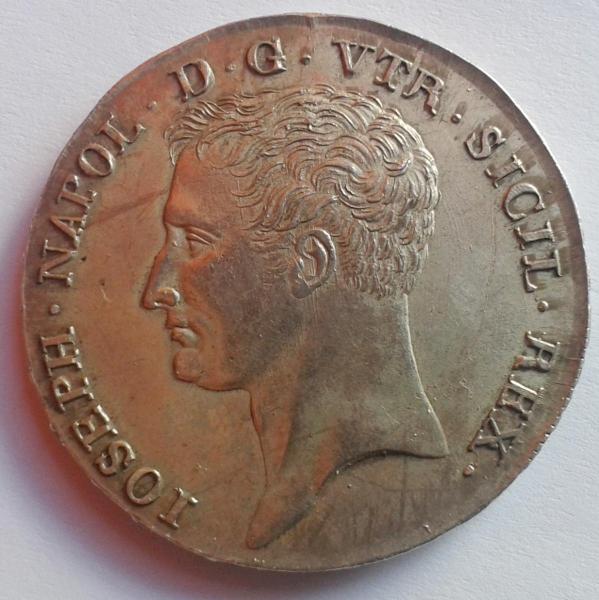 IOSEPH · NAPOL · D · G · VTR · SICIL · REX ·